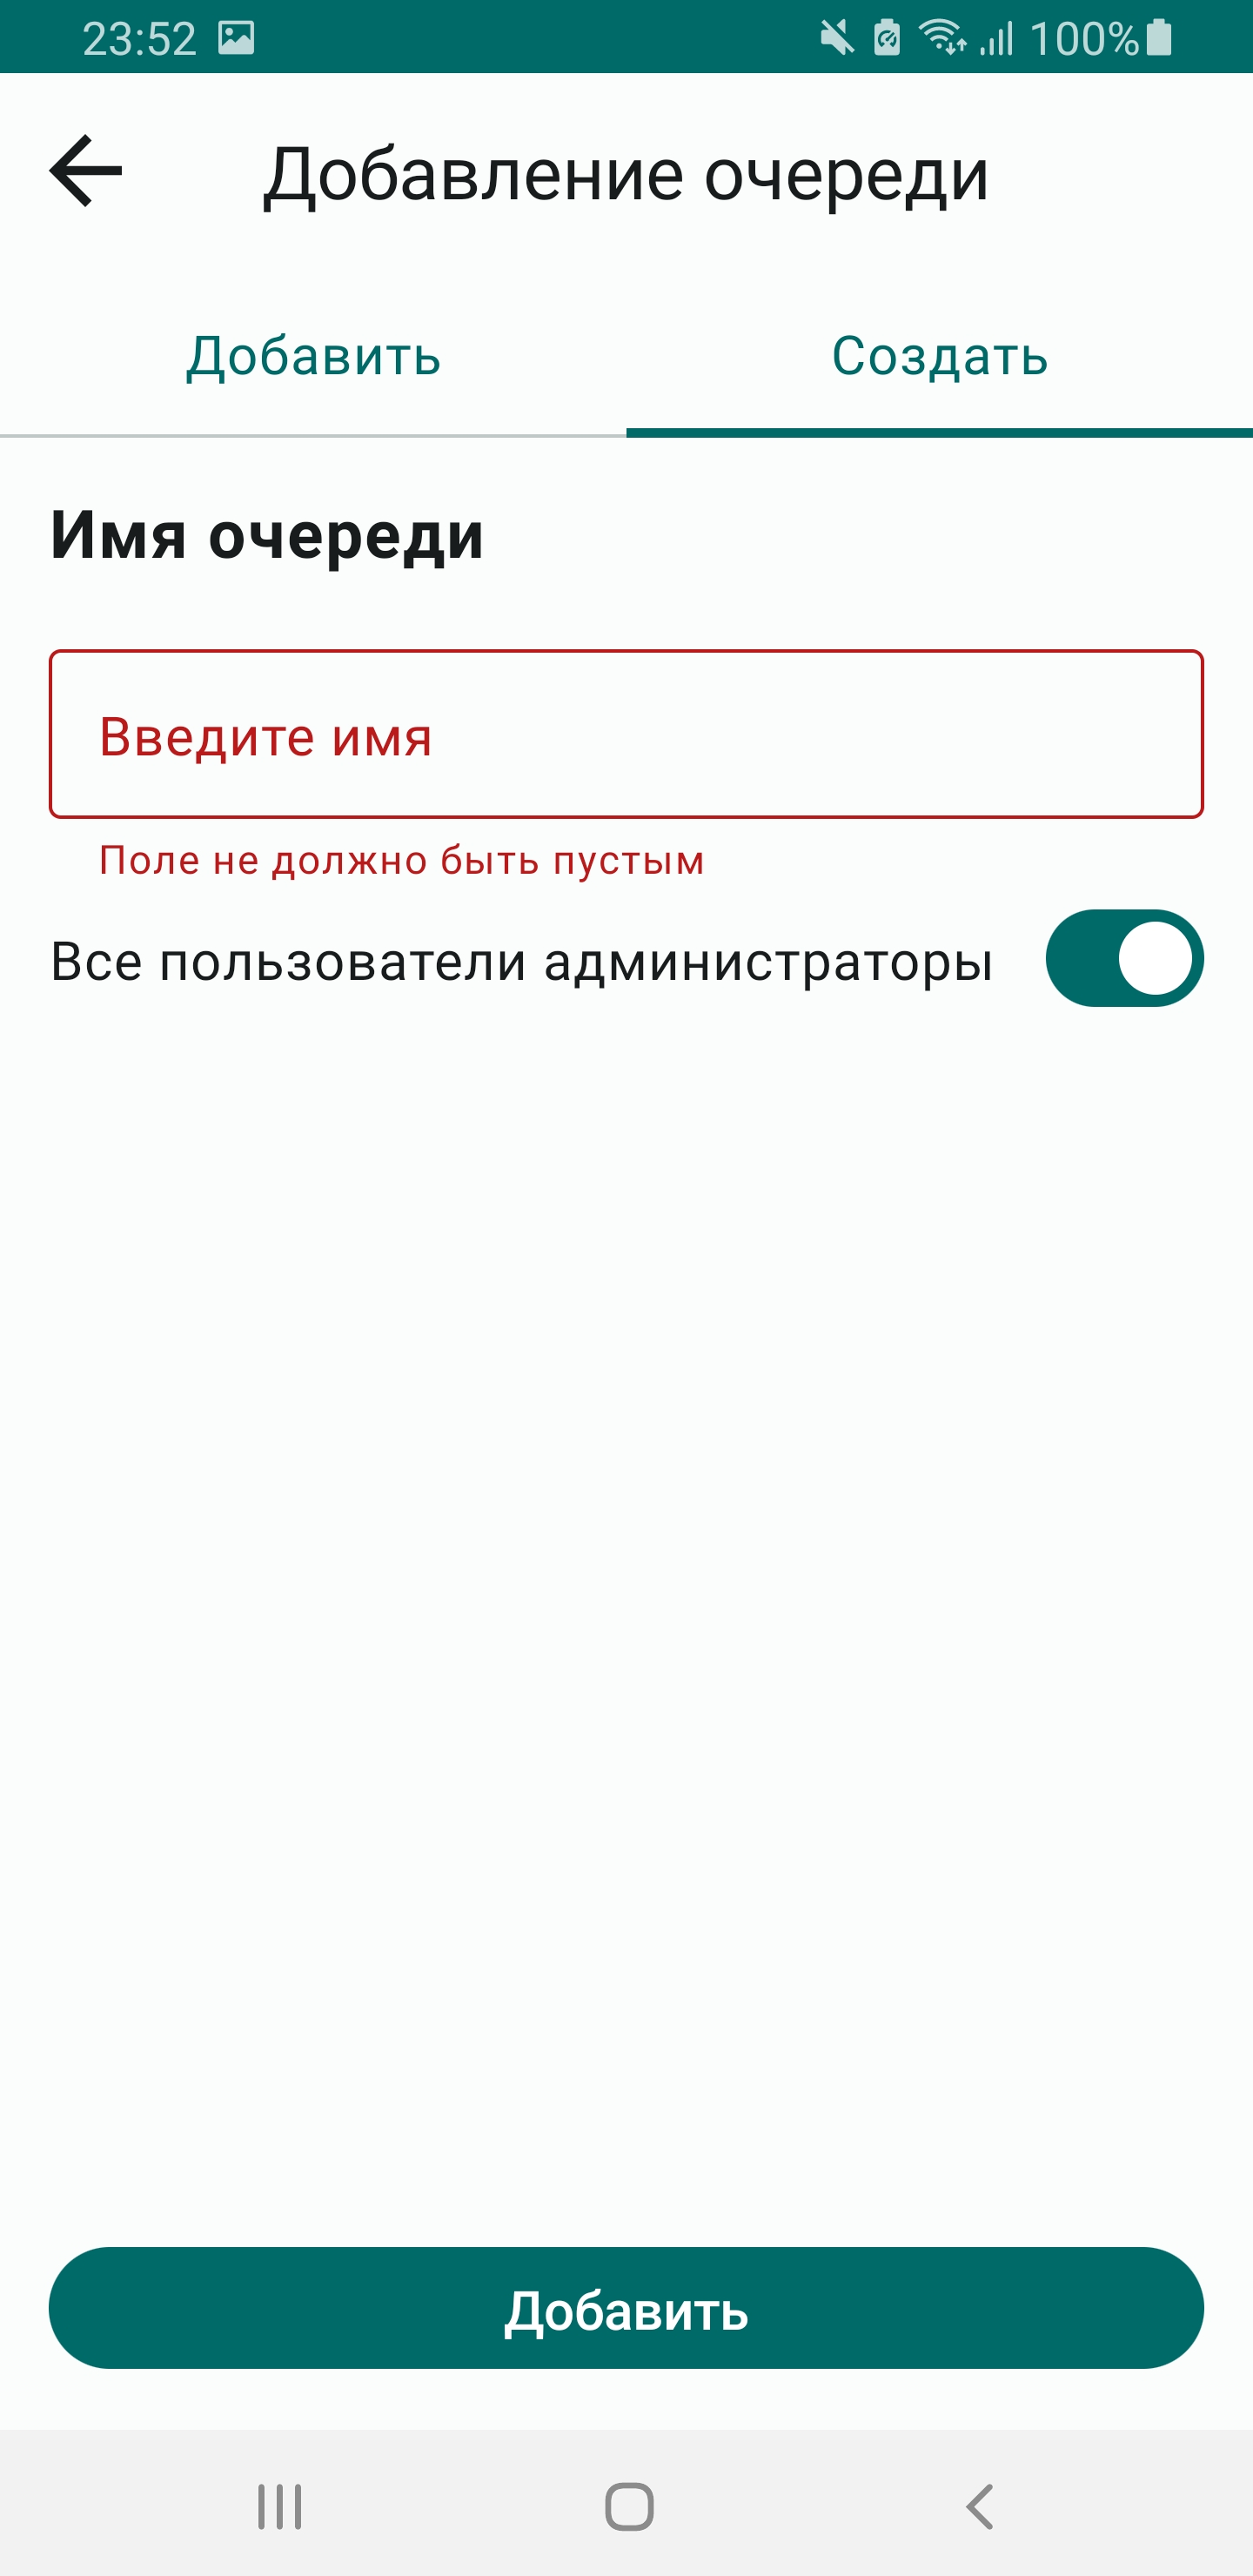 23:52 100%
Добавление очереди
Добавить Создать
Имя очереди
Введите имя
Поле не должно быть пустым
Все пользователи администраторы
Добавить